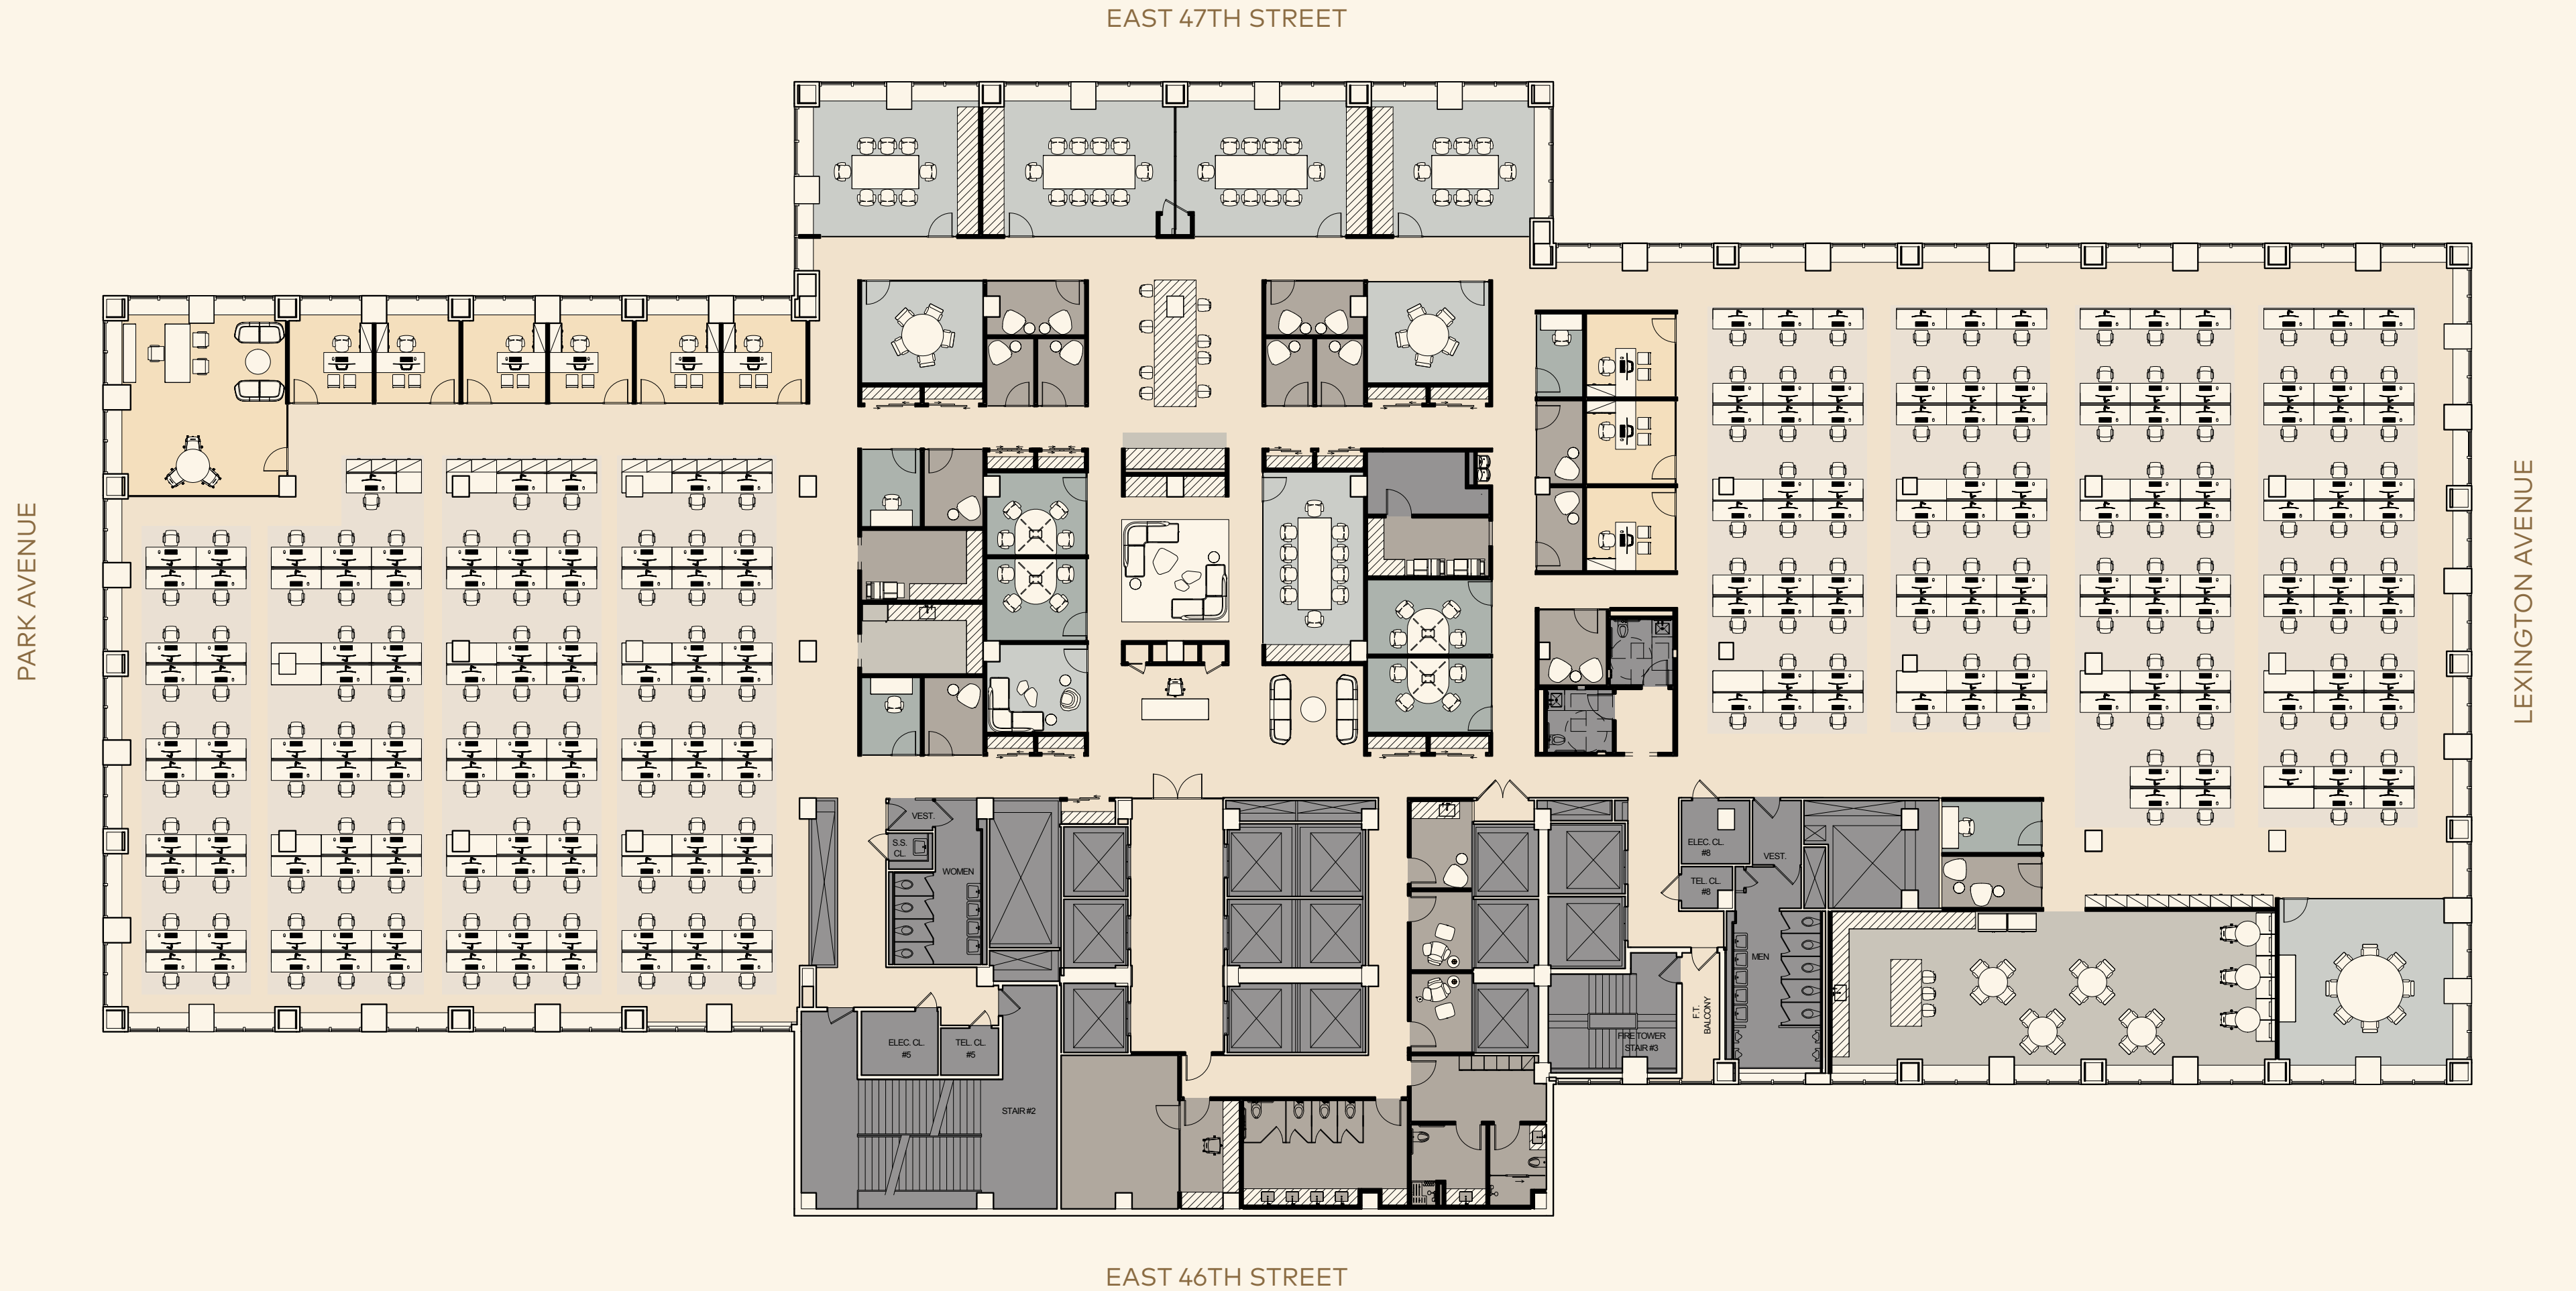 EAST 47TH STREET
PARK AVENUE
LEXINGTON AVENUE
VEST.
S.S.
CL.
WOMEN
ELEC. CL.
#8
VEST.
TEL. CL.
#8
MEN
F.T.
BALCONY
ELEC. CL.
#5
TEL. CL.
#5
FIRE TOWER
STAIR #3
STAIR #2
EAST 46TH STREET